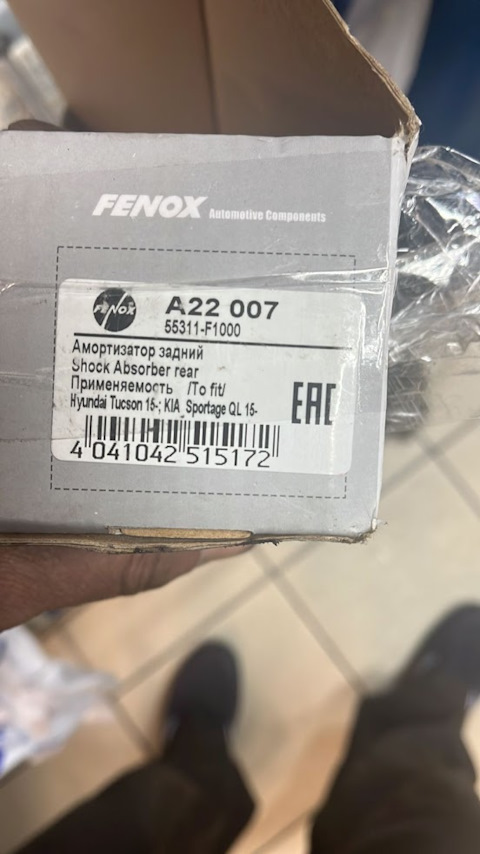 FENOX Automotive Components
FENOX
A22 007
55311-F1000
Амортизатор задний
Shock Absorber rear
Применяемость /To fit/
Hyundai Tucson 15-; KIA Sportage QL 15-
EAC
4 041042 515172